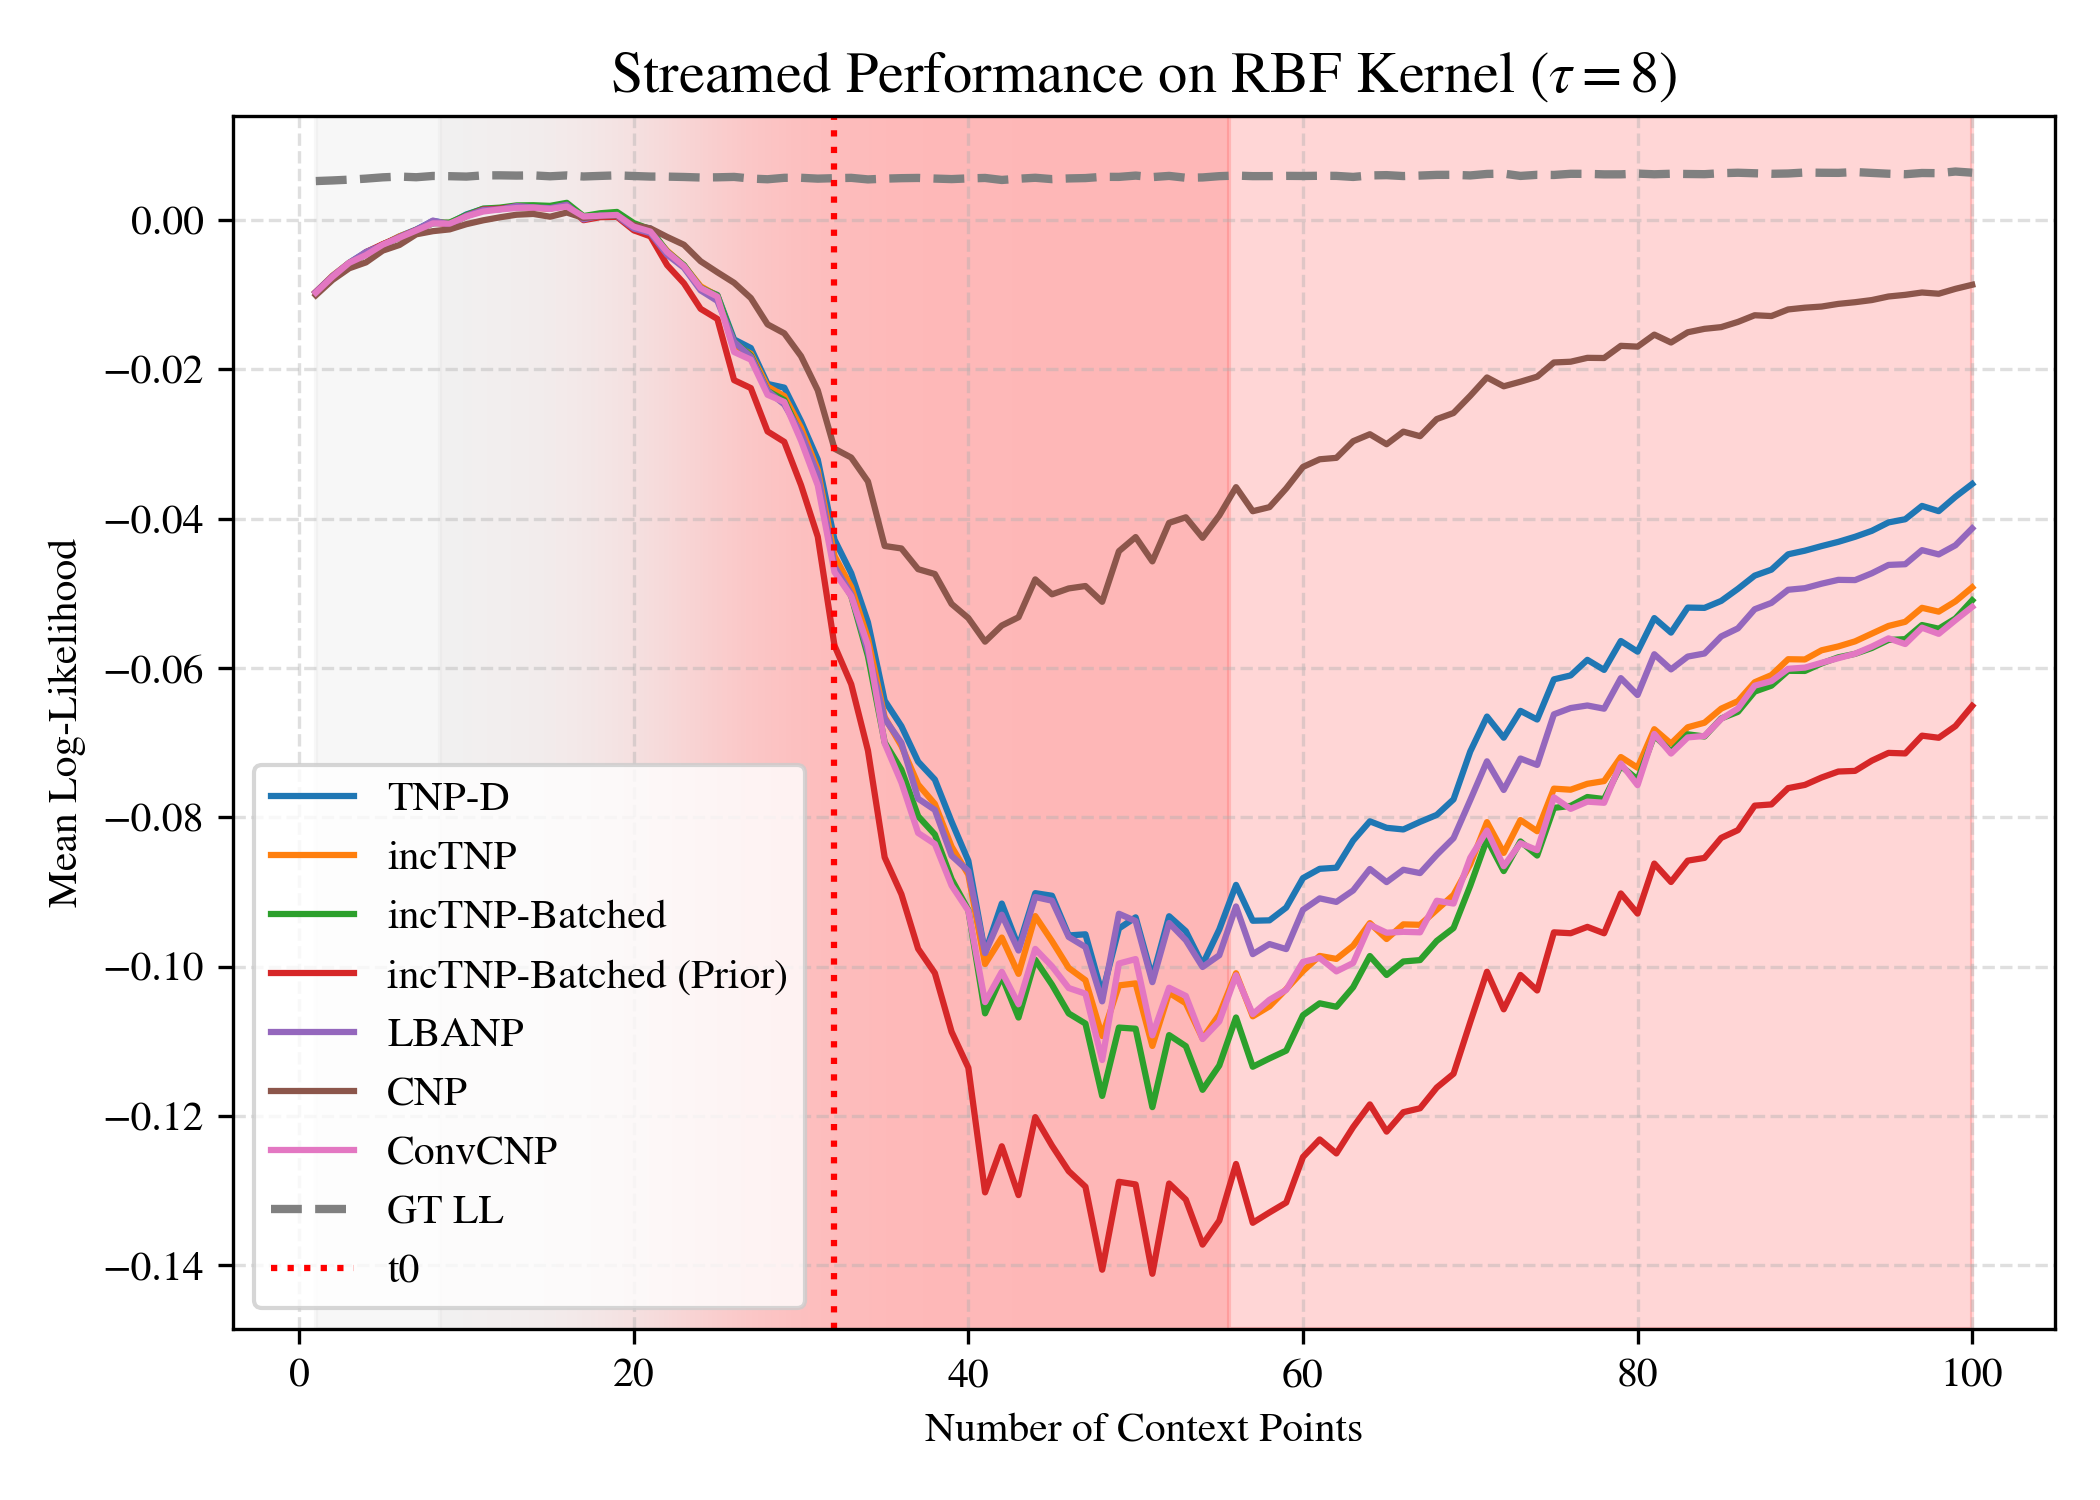 Streamed Performance on RBF Kernel (τ = 8)
Mean Log-Likelihood
0.00
−0.02
−0.04
−0.06
−0.08
−0.10
−0.12
−0.14
TNP-D
incTNP
incTNP-Batched
incTNP-Batched (Prior)
LBANP
CNP
ConvCNP
GT LL
t0
0 20 40 60 80 100
Number of Context Points